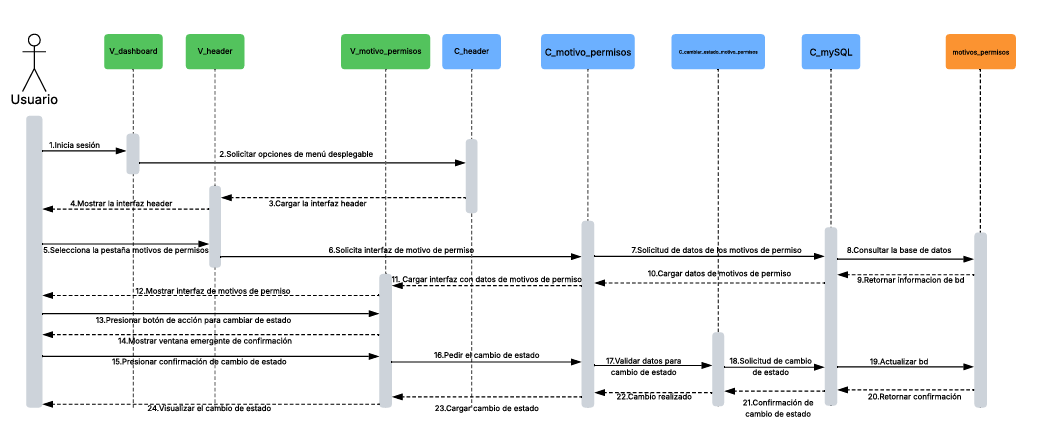 V_dashboard
V_header
V_motivo_permisos
C_header
C_motivo_permisos
C_cambiar_estado_motivo_permisos
C_mySQL
motivos_permisos
Usuario
1.Inicia sesión
2.Solicitar opciones de menú desplegable
3.Cargar la interfaz header
4.Mostrar la interfaz header
5.Selecciona la pestaña motivos de permisos
6.Solicita interfaz de motivo de permiso
7.Solicitud de datos de los motivos de permiso
8.Consultar la base de datos
9.Retornar informacion de bd
10.Cargar datos de motivos de permiso
11. Cargar interfaz con datos de motivos de permiso
12.Mostrar interfaz de motivos de permiso
13.Presionar botón de acción para cambiar de estado
14.Mostrar ventana emergente de confirmación
15.Presionar confirmación de cambio de estado
16.Pedir el cambio de estado
17.Validar datos para
cambio de estado
18.Solicitud de cambio
de estado
19.Actualizar bd
20.Retornar confirmación
21.Confirmación de
cambio de estado
22.Cambio realizado
23.Cargar cambio de estado
24.Visualizar el cambio de estado